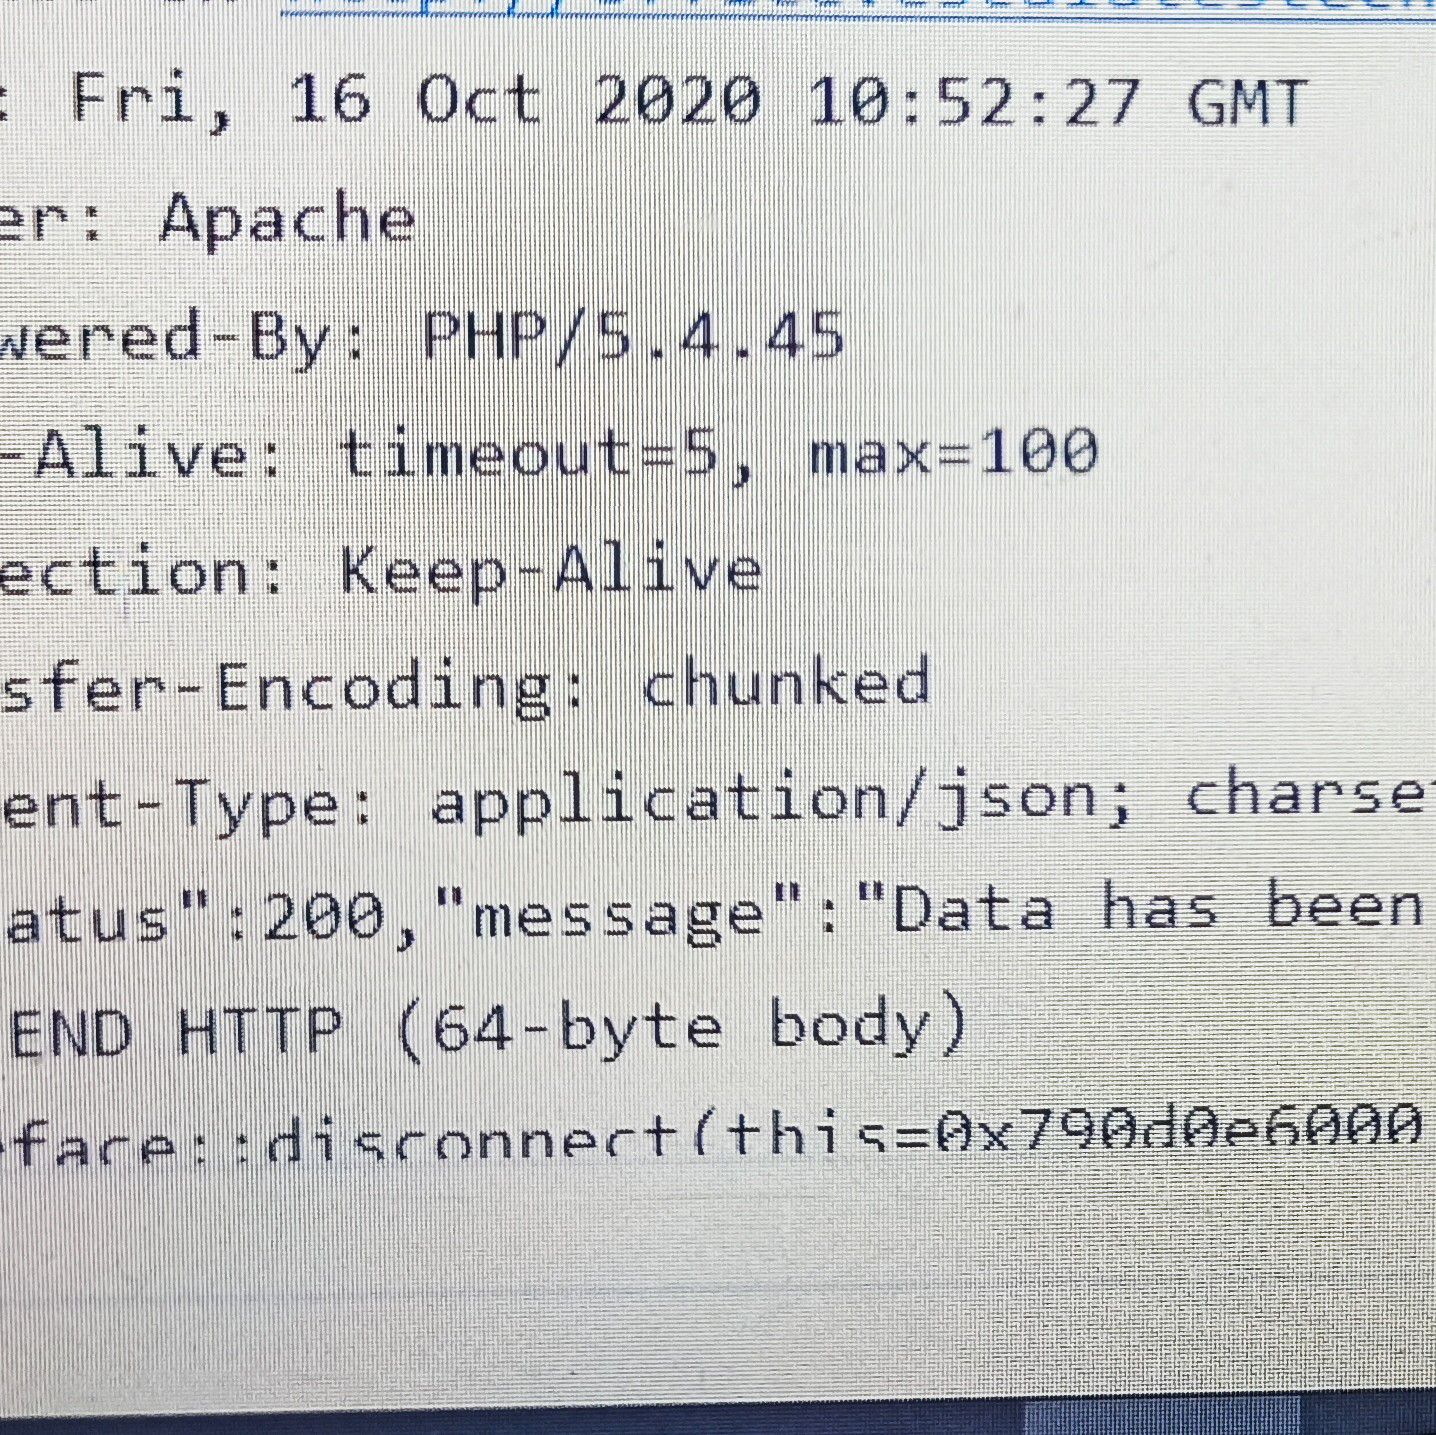 : Fri, 16 Oct 2020 10:52:27 GMT
er: Apache
wered-By: PHP/5.4.45
-Alive: timeout=5, max=100
ection: Keep-Alive
sfer-Encoding: chunked
ent-Type: application/json; charset
atus":200,"message":"Data has been
END HTTP (64-byte body)
face::disconnect(this=0x790d0e6000